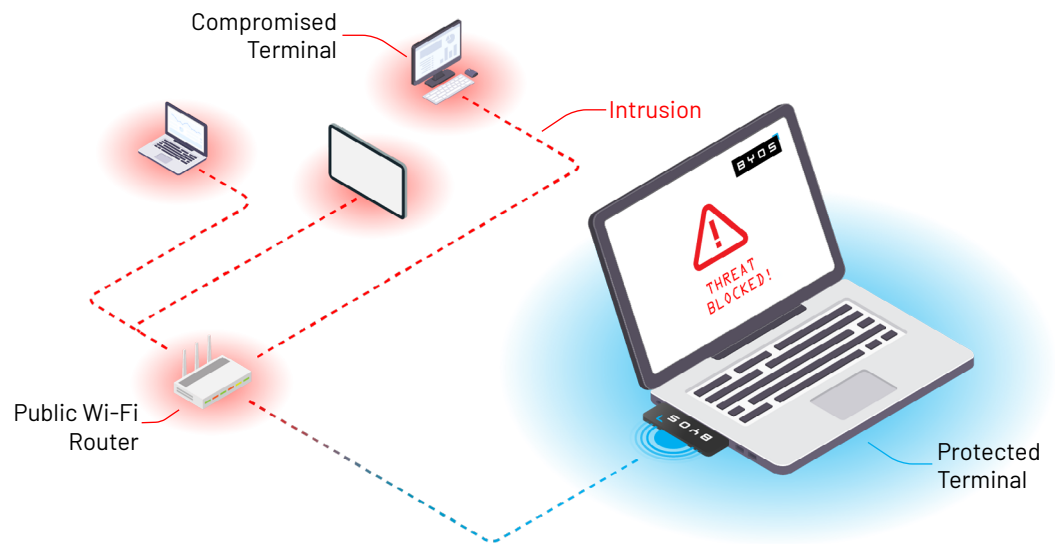 Compromised
Terminal
Intrusion
BYOS
THREAT
BLOCKED!
Public Wi-Fi
Router
BYOS
Protected
Terminal